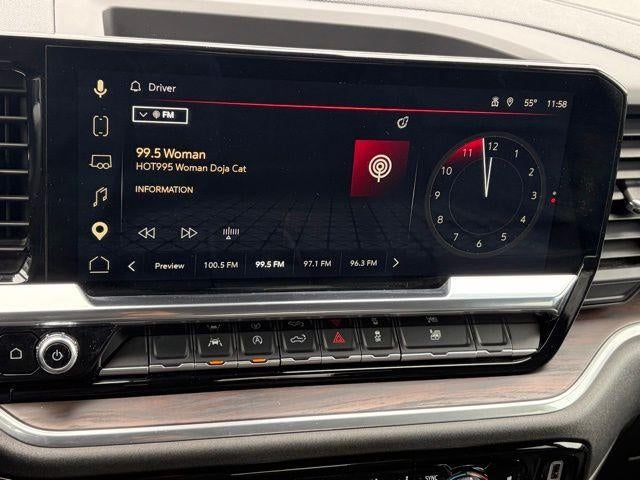 Driver
55° 11:58
FM
99.5 Woman
HOT995 Woman Doja Cat
INFORMATION
12
1
2
3
4
5
6
7
8
9
10
11
Preview 100.5 FM 99.5 FM 97.1 FM 96.3 FM
SYNC